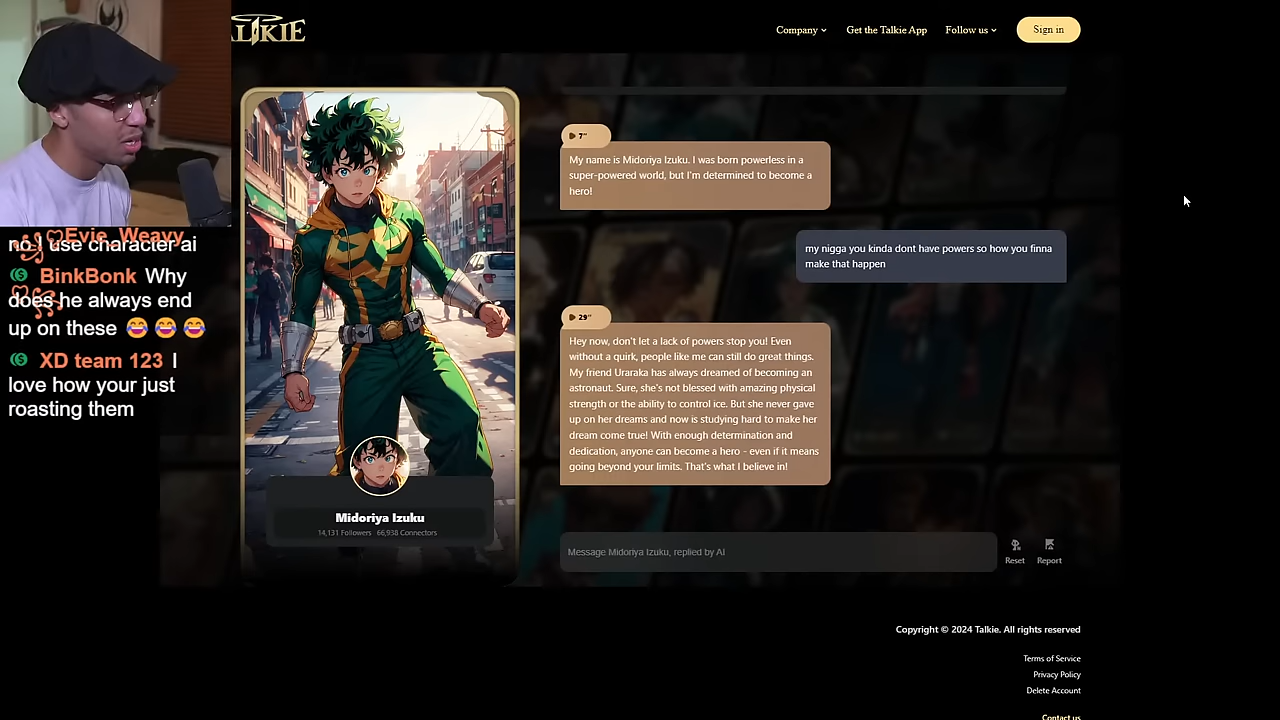 TALKIE
Company
Get the Talkie App
Follow us
Sign in
7"
My name is Midoriya Izuku. I was born powerless in a
super-powered world, but I'm determined to become a
hero!
my nigga you kinda dont have powers so how you finna
make that happen
29"
Hey now, don't let a lack of powers stop you! Even
without a quirk, people like me can still do great things.
My friend Uraraka has always dreamed of becoming an
astronaut. Sure, she's not blessed with amazing physical
strength or the ability to control ice. But she never gave
up on her dreams and now is studying hard to make her
dream come true! With enough determination and
dedication, anyone can become a hero - even if it means
going beyond your limits. That's what I believe in!
Evie Weavy
no I use character ai
BinkBonk Why
does he always end
up on these 😂 😂 😂
XD team 123 I
love how your just
roasting them
Midoriya Izuku
14,131 Followers 66,938 Connectors
Message Midoriya Izuku, replied by AI
Reset
Report
Copyright © 2024 Talkie. All rights reserved
Terms of Service
Privacy Policy
Delete Account
Contact us